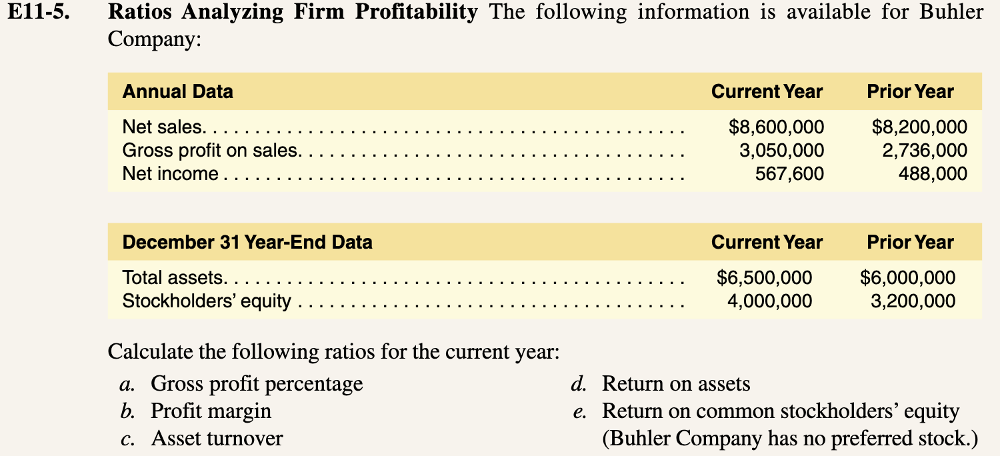 E11-5. Ratios Analyzing Firm Profitability The following information is available for Buhler
Company:
Annual Data Current Year Prior Year
Net sales. . . . . . . . . . . . . . . . . . . . . . . . . . . . . . . . . . . . . . . . . . . . . . $8,600,000 $8,200,000
Gross profit on sales. . . . . . . . . . . . . . . . . . . . . . . . . . . . . . . . . . . . . 3,050,000 2,736,000
Net income . . . . . . . . . . . . . . . . . . . . . . . . . . . . . . . . . . . . . . . . . . . . 567,600 488,000
December 31 Year-End Data Current Year Prior Year
Total assets. . . . . . . . . . . . . . . . . . . . . . . . . . . . . . . . . . . . . . . . . . . . $6,500,000 $6,000,000
Stockholders’ equity . . . . . . . . . . . . . . . . . . . . . . . . . . . . . . . . . . . . . 4,000,000 3,200,000
Calculate the following ratios for the current year:
a. Gross profit percentage
b. Profit margin
c. Asset turnover
d. Return on assets
e. Return on common stockholders’ equity
(Buhler Company has no preferred stock.)